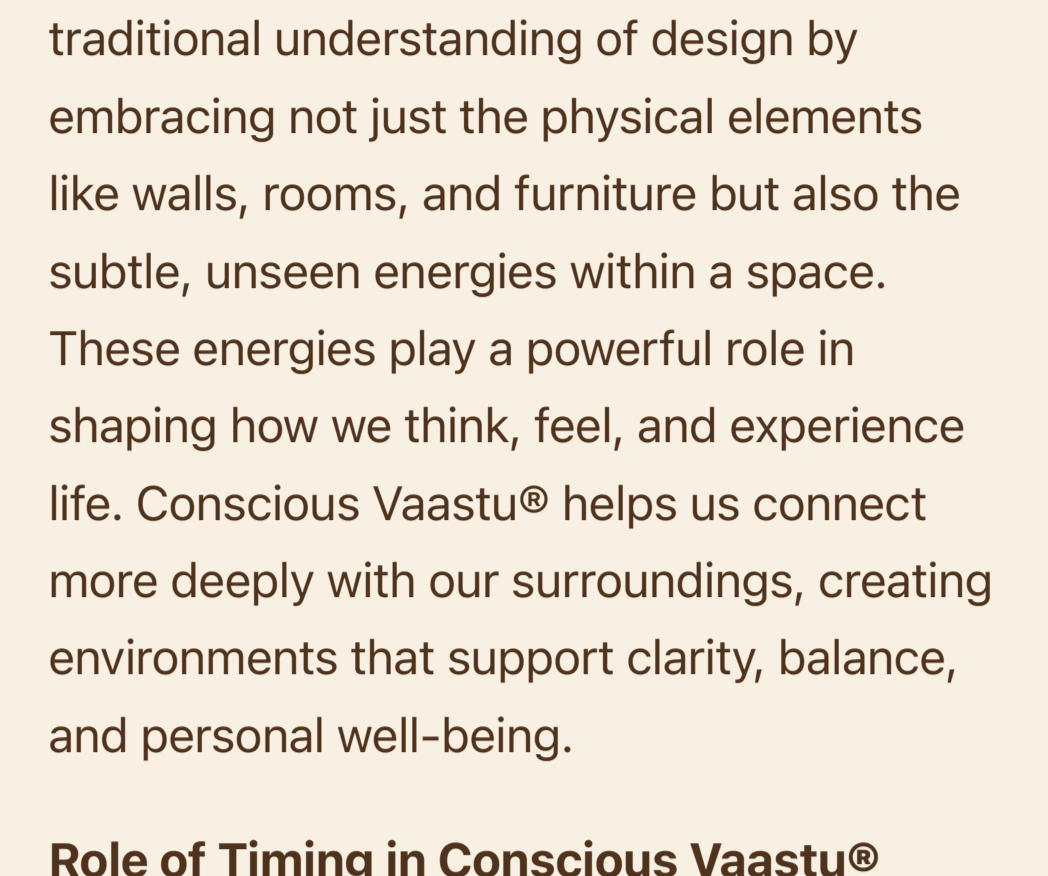 traditional understanding of design by
embracing not just the physical elements
like walls, rooms, and furniture but also the
subtle, unseen energies within a space.
These energies play a powerful role in
shaping how we think, feel, and experience
life. Conscious Vaastu® helps us connect
more deeply with our surroundings, creating
environments that support clarity, balance,
and personal well-being.
Role of Timing in Conscious Vaastu®